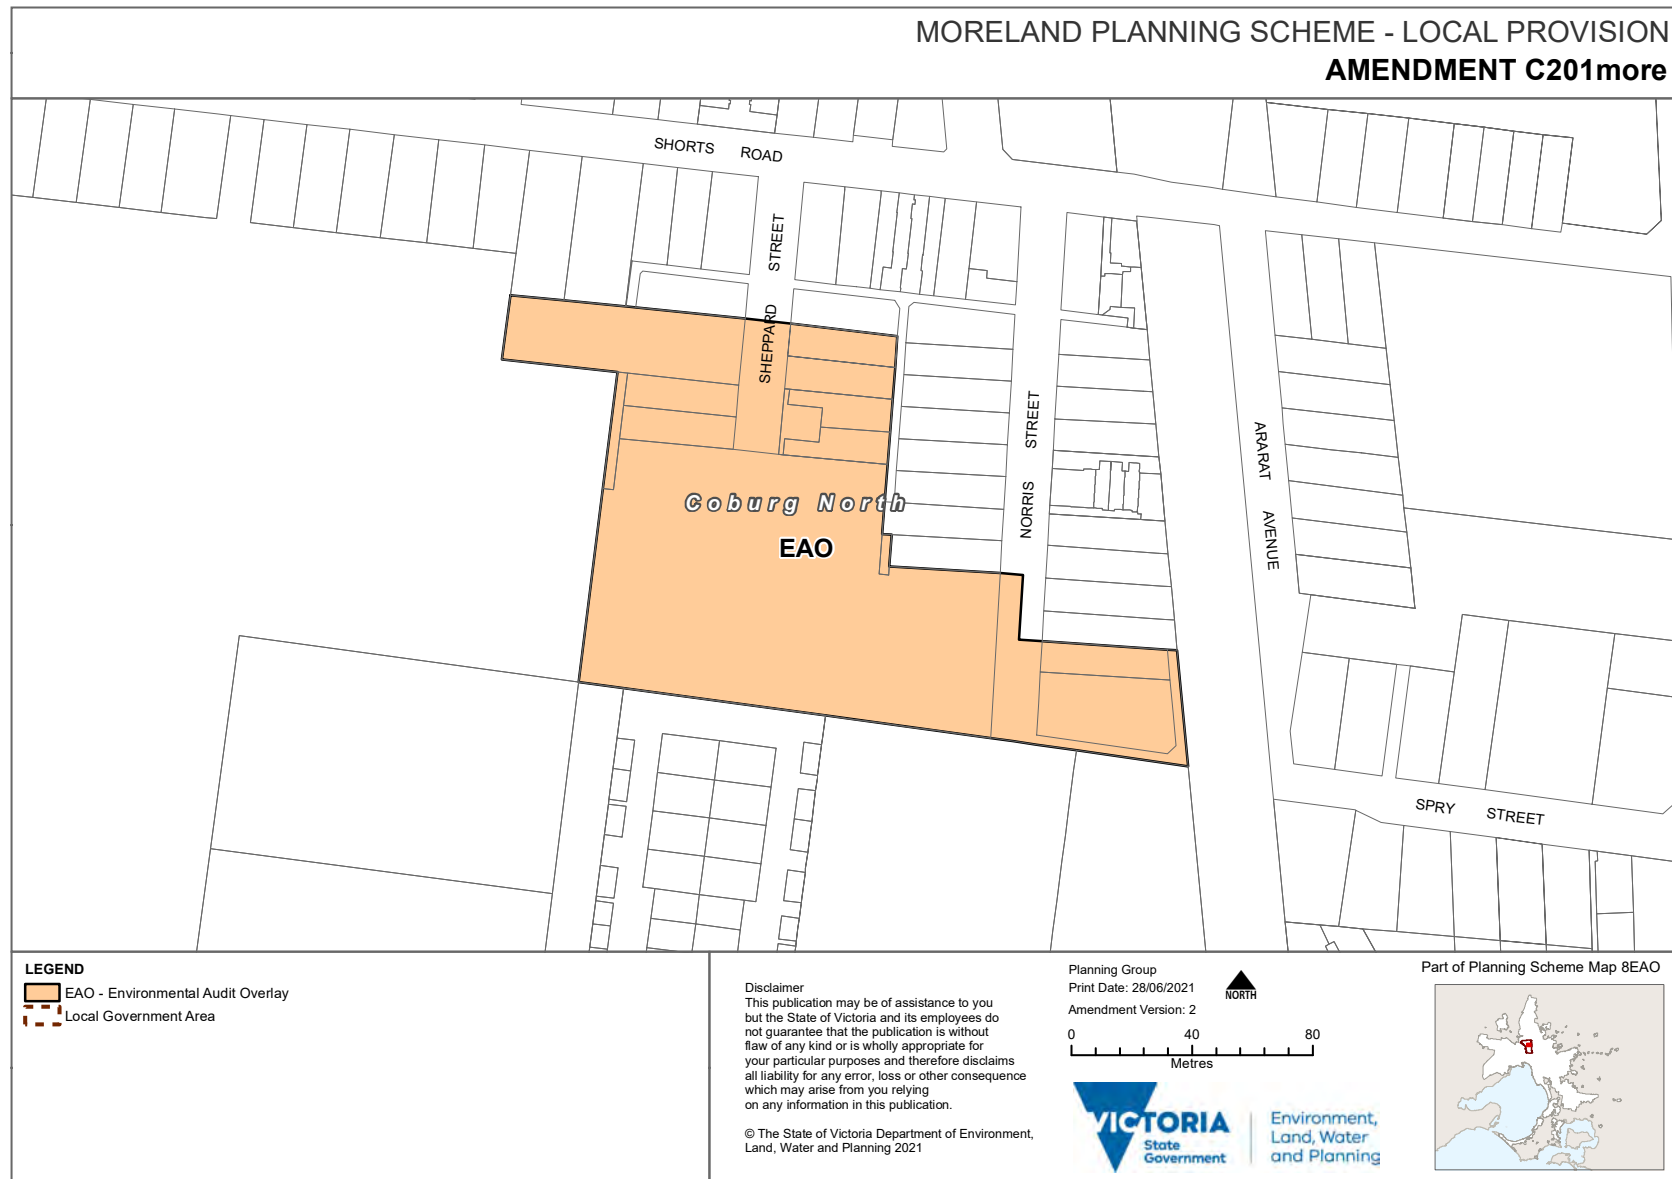 MORELAND PLANNING SCHEME - LOCAL PROVISION
AMENDMENT C201more
SHORTS ROAD
SHEPPARD STREET
NORRIS STREET
ARARAT AVENUE
Coburg North
EAO
SPRY STREET
LEGEND
EAO - Environmental Audit Overlay
Local Government Area
Disclaimer
This publication may be of assistance to you
but the State of Victoria and its employees do
not guarantee that the publication is without
flaw of any kind or is wholly appropriate for
your particular purposes and therefore disclaims
all liability for any error, loss or other consequence
which may arise from you relying
on any information in this publication.
© The State of Victoria Department of Environment,
Land, Water and Planning 2021
Planning Group
Print Date: 28/06/2021
Amendment Version: 2
NORTH
0 40 80
Metres
VICTORIA
State
Government
Environment,
Land, Water
and Planning
Part of Planning Scheme Map 8EAO